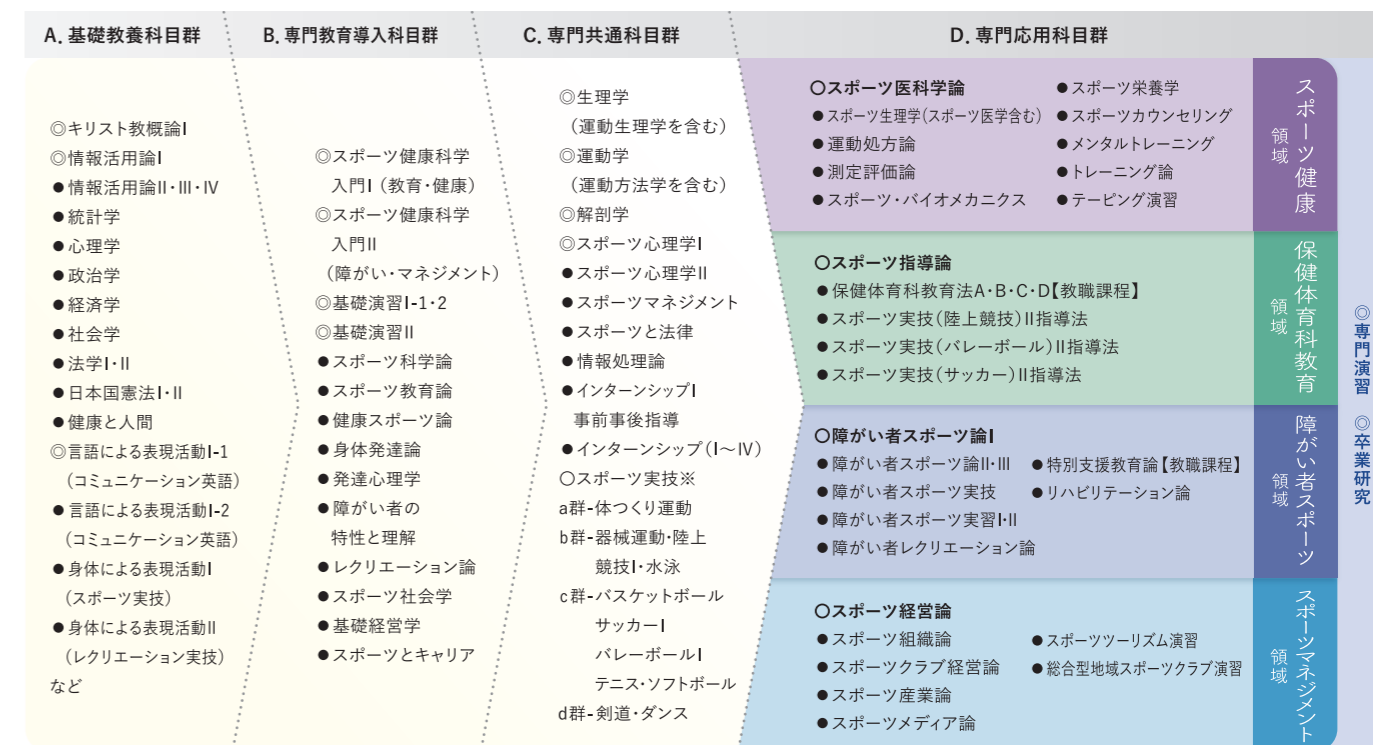 A. 基礎教養科目群
B. 専門教育導入科目群
C. 専門共通科目群
D. 専門応用科目群
◎キリスト教概論I
◎情報活用論I
●情報活用論II・III・IV
●統計学
●心理学
●政治学
●経済学
●社会学
●法学I・II
●日本国憲法I・II
●健康と人間
◎言語による表現活動I-1
(コミュニケーション英語)
●言語による表現活動I-2
(コミュニケーション英語)
●身体による表現活動I
(スポーツ実技)
●身体による表現活動II
(レクリエーション実技)
など
◎スポーツ健康科学
入門I(教育・健康)
◎スポーツ健康科学
入門II
(障がい・マネジメント)
◎基礎演習I-1・2
◎基礎演習II
●スポーツ科学論
●スポーツ教育論
●健康スポーツ論
●身体発達論
●発達心理学
●障がい者の
特性と理解
●レクリエーション論
●スポーツ社会学
●基礎経営学
●スポーツとキャリア
◎生理学
(運動生理学を含む)
◎運動学
(運動方法学を含む)
◎解剖学
◎スポーツ心理学I
●スポーツ心理学II
●スポーツマネジメント
●スポーツと法律
●情報処理論
●インターンシップI
事前事後指導
●インターンシップ(I〜IV)
○スポーツ実技※
a群-体つくり運動
b群-器械運動・陸上
競技I・水泳
c群-バスケットボール
サッカーI
バレーボールI
テニス・ソフトボール
d群-剣道・ダンス
○スポーツ医科学論
●スポーツ生理学(スポーツ医学含む)
●運動処方論
●測定評価論
●スポーツ・バイオメカニクス
●スポーツ栄養学
●スポーツカウンセリング
●メンタルトレーニング
●トレーニング論
●テーピング演習
スポーツ健康
領域
○スポーツ指導論
●保健体育科教育法A・B・C・D【教職課程】
●スポーツ実技(陸上競技)II指導法
●スポーツ実技(バレーボール)II指導法
●スポーツ実技(サッカー)II指導法
保健体育科教育
領域
○障がい者スポーツ論I
●障がい者スポーツ論II・III
●障がい者スポーツ実技
●障がい者スポーツ実習I・II
●障がい者レクリエーション論
●特別支援教育論【教職課程】
●リハビリテーション論
障がい者スポーツ
領域
○スポーツ経営論
●スポーツ組織論
●スポーツクラブ経営論
●スポーツ産業論
●スポーツメディア論
●スポーツツーリズム演習
●総合型地域スポーツクラブ演習
スポーツマネジメント
領域
◎専門演習 ◎卒業研究